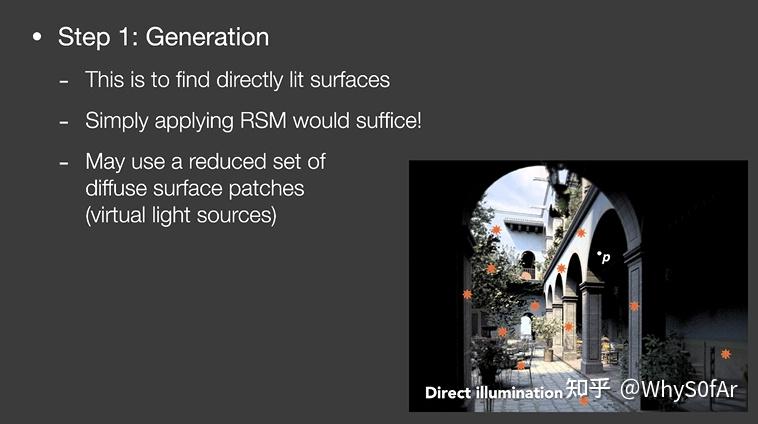 • Step 1: Generation
- This is to find directly lit surfaces
- Simply applying RSM would suffice!
- May use a reduced set of
diffuse surface patches
(virtual light sources)
p
Direct illumination
知乎 @WhyS0fAr